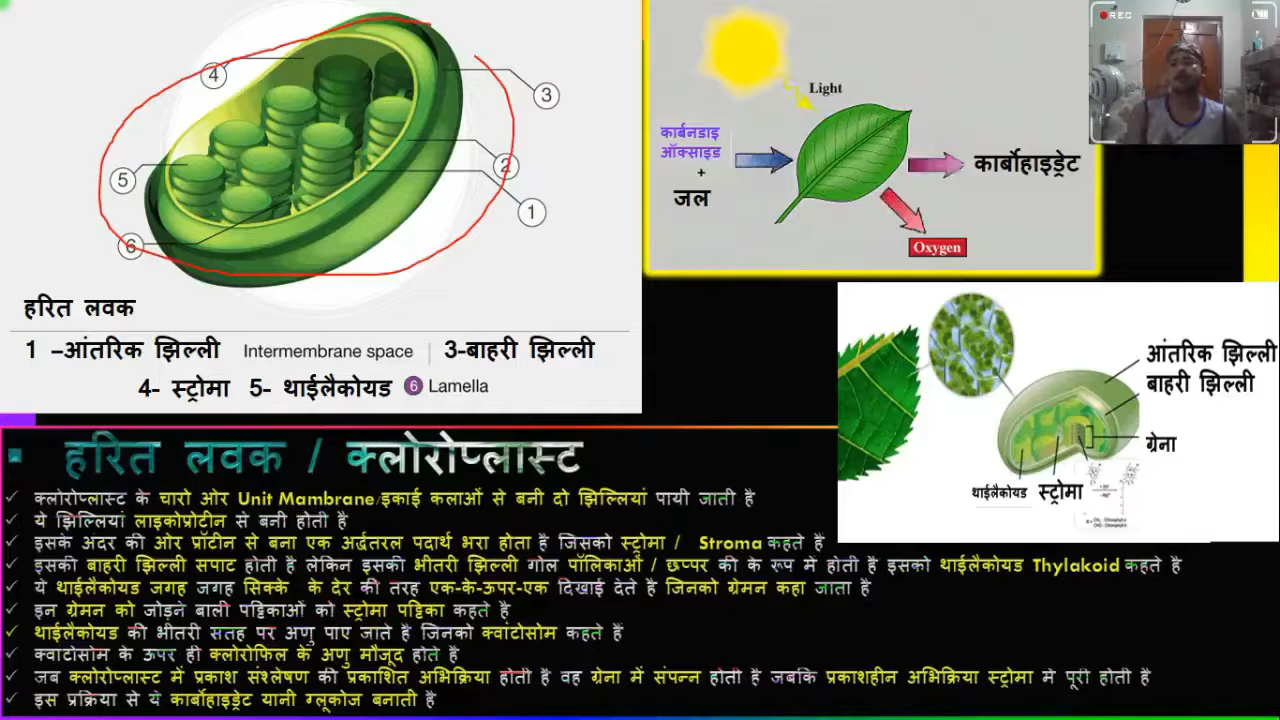 4
3
5
2
1
6
हरित लवक
1 –आंतरिक झिल्ली Intermembrane space 3-बाहरी झिल्ली
4- स्ट्रोमा 5- थाईलैकोयड 6 Lamella
Light
कार्बनडाइ
ऑक्साइड
+
जल
कार्बोहाइड्रेट
Oxygen
REC
आंतरिक झिल्ली
बाहरी झिल्ली
ग्रेना
थाईलैकोयड स्ट्रोमा
हरित लवक / क्लोरोप्लास्ट
क्लोरोप्लास्ट के चारो ओर Unit Mambrane/इकाई कलाओं से बनी दो झिल्लियां पायी जाती है
ये झिल्लियां लाइकोप्रोटीन से बनी होती है
इसके अंदर की ओर प्रॉटीन से बना एक अर्द्धतरल पदार्थ भरा होता है जिसको स्ट्रोमा / Stroma कहते है
इसकी बाहरी झिल्ली सपाट होती है लेकिन इसकी भीतरी झिल्ली गोल पॉलिकाओं / छप्पर की के रूप में होती है इसको थाईलैकोयड Thylakoid कहते है
ये थाईलैकोयड जगह जगह सिक्के के देर की तरह एक-के-ऊपर-एक दिखाई देते है जिनको ग्रेमन कहा जाता है
इन ग्रेमन को जोड़ने बाली पट्टिकाओं को स्ट्रोमा पट्टिका कहते है
थाईलैकोयड की भीतरी सतह पर अणु पाए जाते है जिनको क्वांटोसोम कहते है
क्वाटोसोम के ऊपर ही क्लोरोफिल के अणु मौजूद होते है
जब क्लोरोप्लास्ट में प्रकाश संश्लेषण की प्रकाशित अभिक्रिया होती है वह ग्रेना में संपन्न होती है जबकि प्रकाशहीन अभिक्रिया स्ट्रोमा में पूरी होती है
इस प्रक्रिया से ये कार्बोहाइड्रेट यानी ग्लूकोज बनाती है